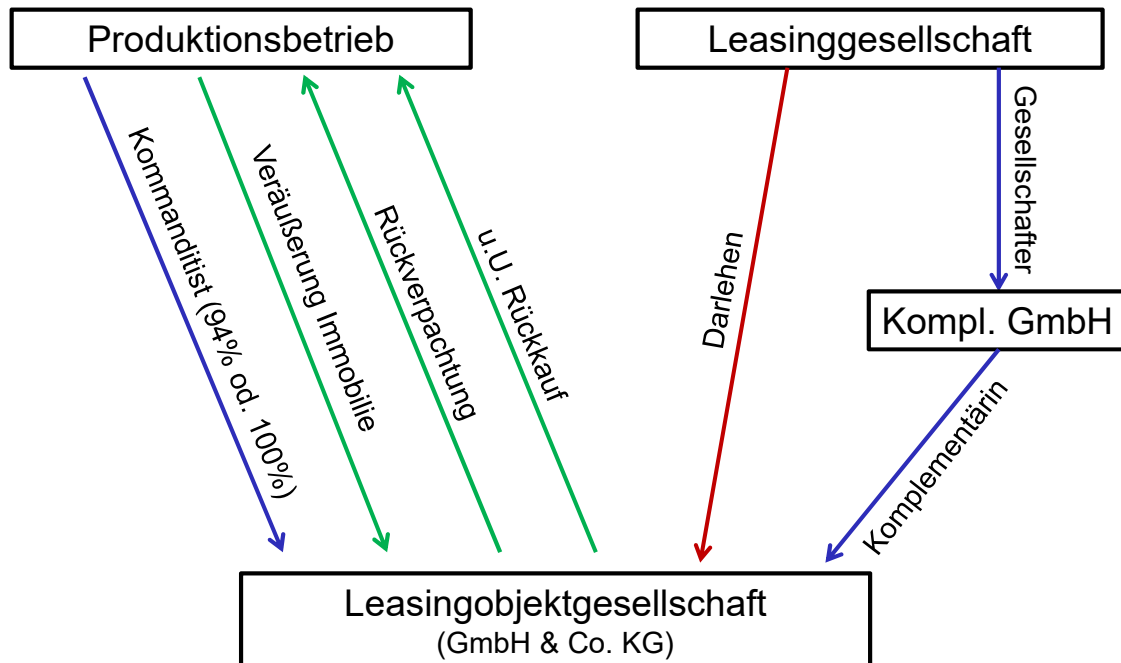 Produktionsbetrieb
Leasinggesellschaft
Kommanditist (94% od. 100%)
Veräußerung Immobilie
Rückverpachtung
u.U. Rückkauf
Darlehen
Gesellschafter
Kompl. GmbH
Komplementärin
Leasingobjektgesellschaft
(GmbH & Co. KG)